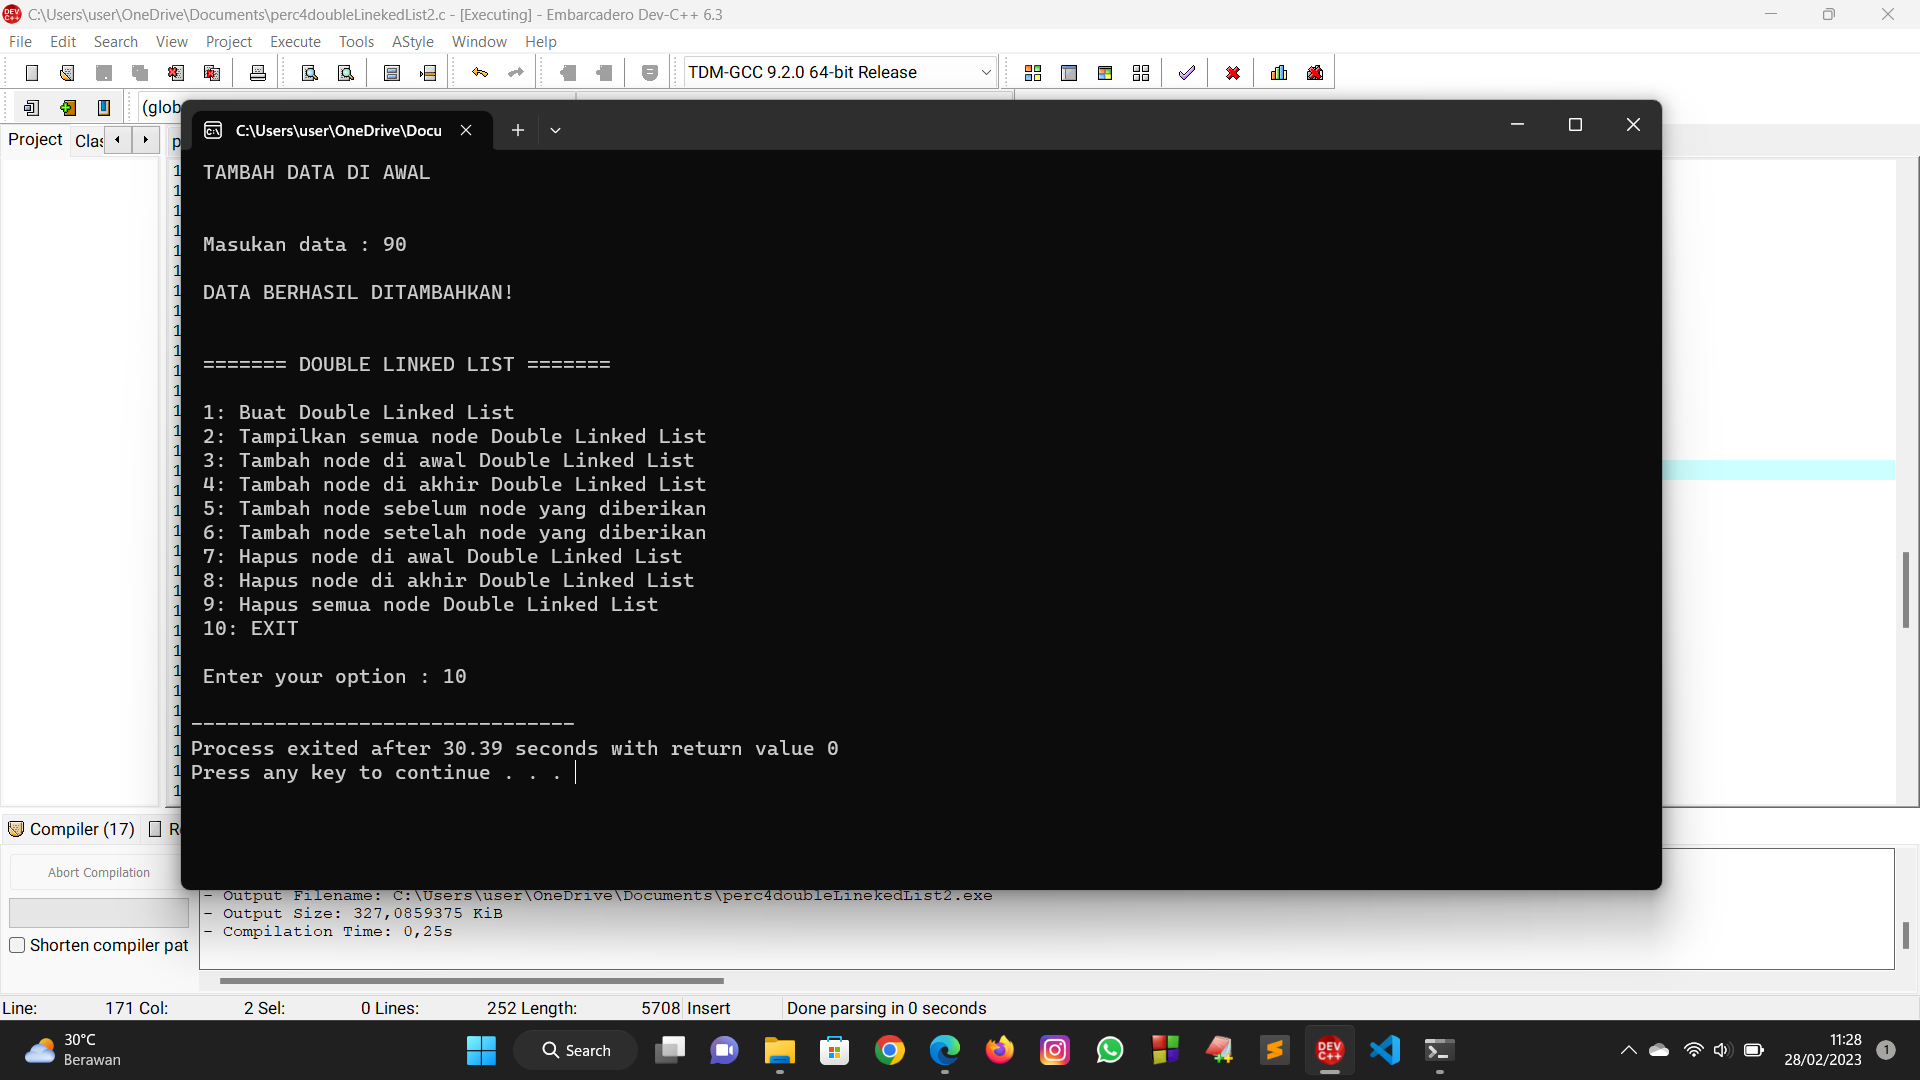 C:\Users\user\OneDrive\Documents\perc4doubleLinekedList2.c - [Executing] - Embarcadero Dev-C++ 6.3
File Edit Search View Project Execute Tools AStyle Window Help
TDM-GCC 9.2.0 64-bit Release
(glob
C:\Users\user\OneDrive\Docu
Project Clas
TAMBAH DATA DI AWAL
Masukan data : 90
DATA BERHASIL DITAMBAHKAN!
======= DOUBLE LINKED LIST =======
1: Buat Double Linked List
2: Tampilkan semua node Double Linked List
3: Tambah node di awal Double Linked List
4: Tambah node di akhir Double Linked List
5: Tambah node sebelum node yang diberikan
6: Tambah node setelah node yang diberikan
7: Hapus node di awal Double Linked List
8: Hapus node di akhir Double Linked List
9: Hapus semua node Double Linked List
10: EXIT
Enter your option : 10
--------------------------------
Process exited after 30.39 seconds with return value 0
Press any key to continue . . .
Compiler (17)
Abort Compilation
Shorten compiler pat
- Output Filename: C:\Users\user\OneDrive\Documents\perc4doubleLinekedList2.exe
- Output Size: 327,0859375 KiB
- Compilation Time: 0,25s
Line: 171 Col: 2 Sel: 0 Lines: 252 Length: 5708 Insert Done parsing in 0 seconds
30°C
Berawan
Search
DEV C++
11:28
28/02/2023
1